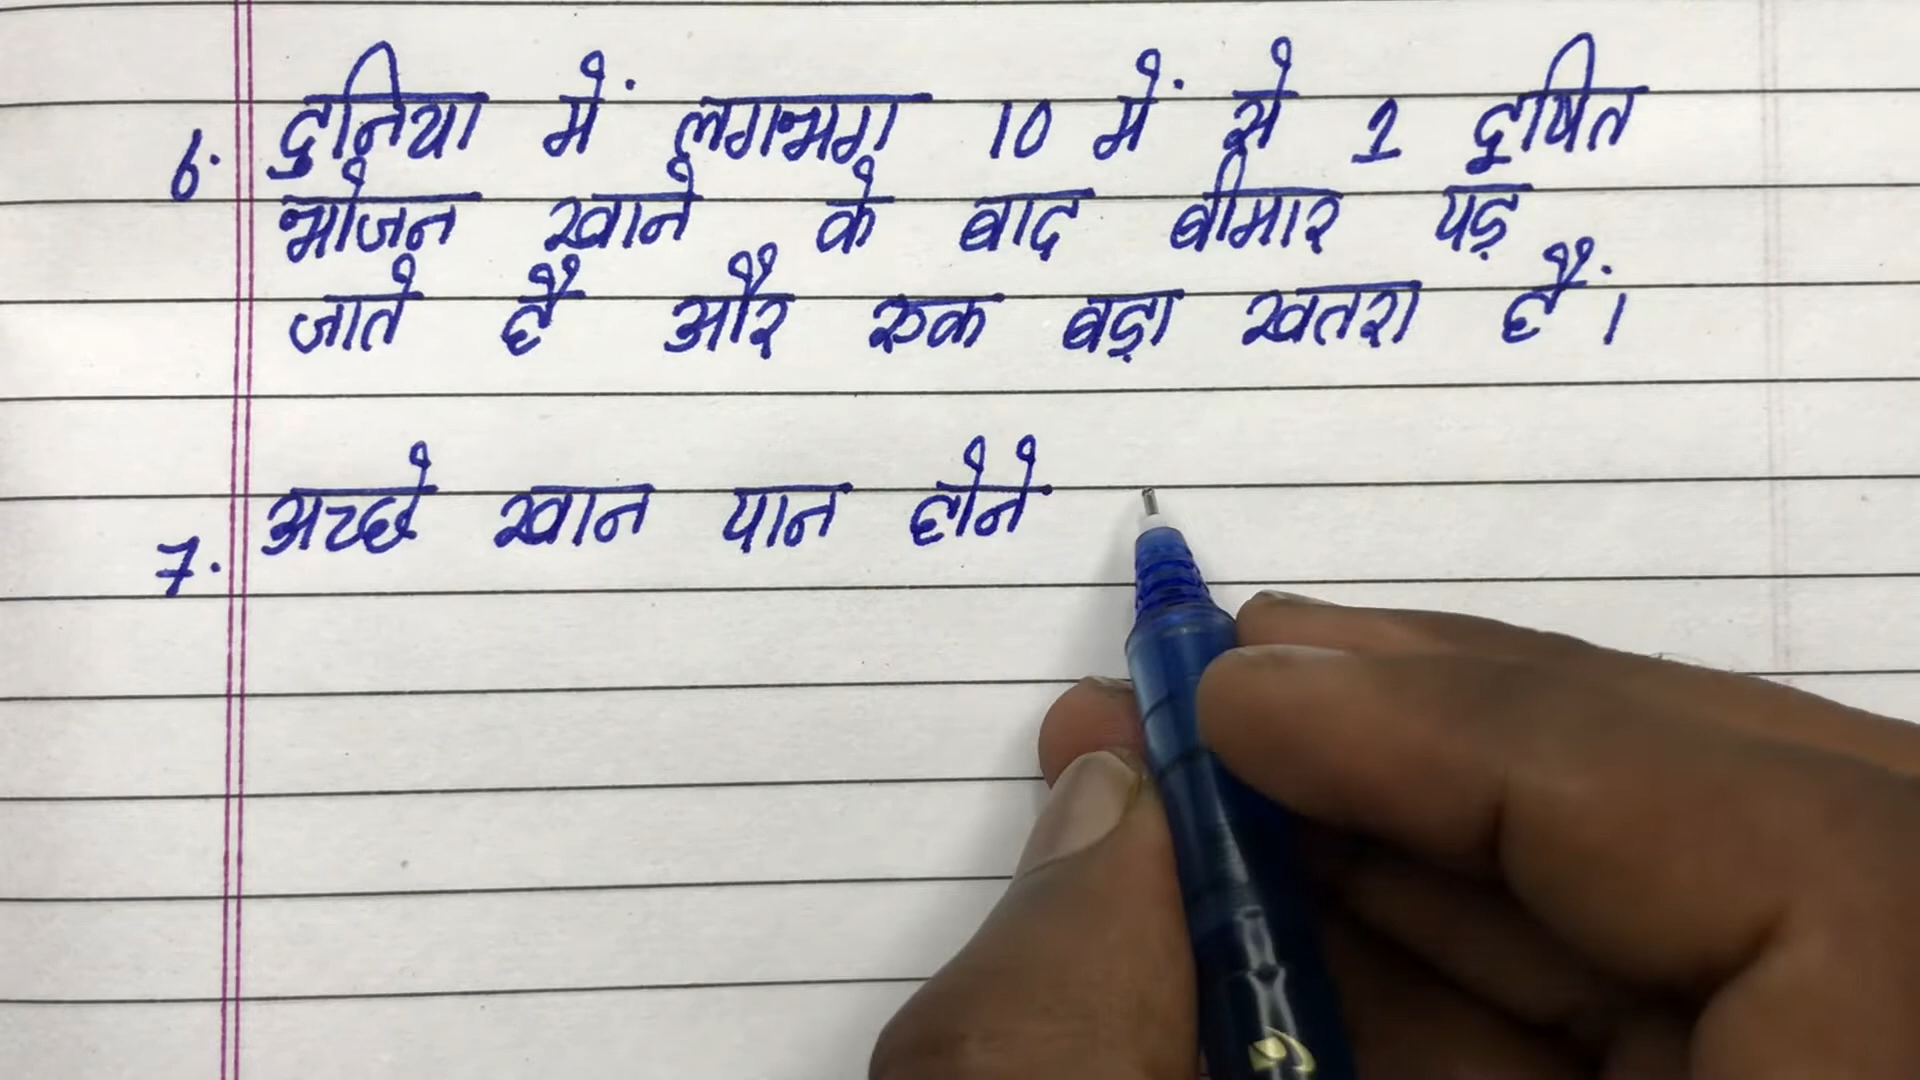 6. दुनिया में लगभग 10 में से 1 दूषित
भोजन खाने के बाद बीमार पड़
जाते है और एक बड़ा खतरा हैं।
7. अच्छे खान पान होने